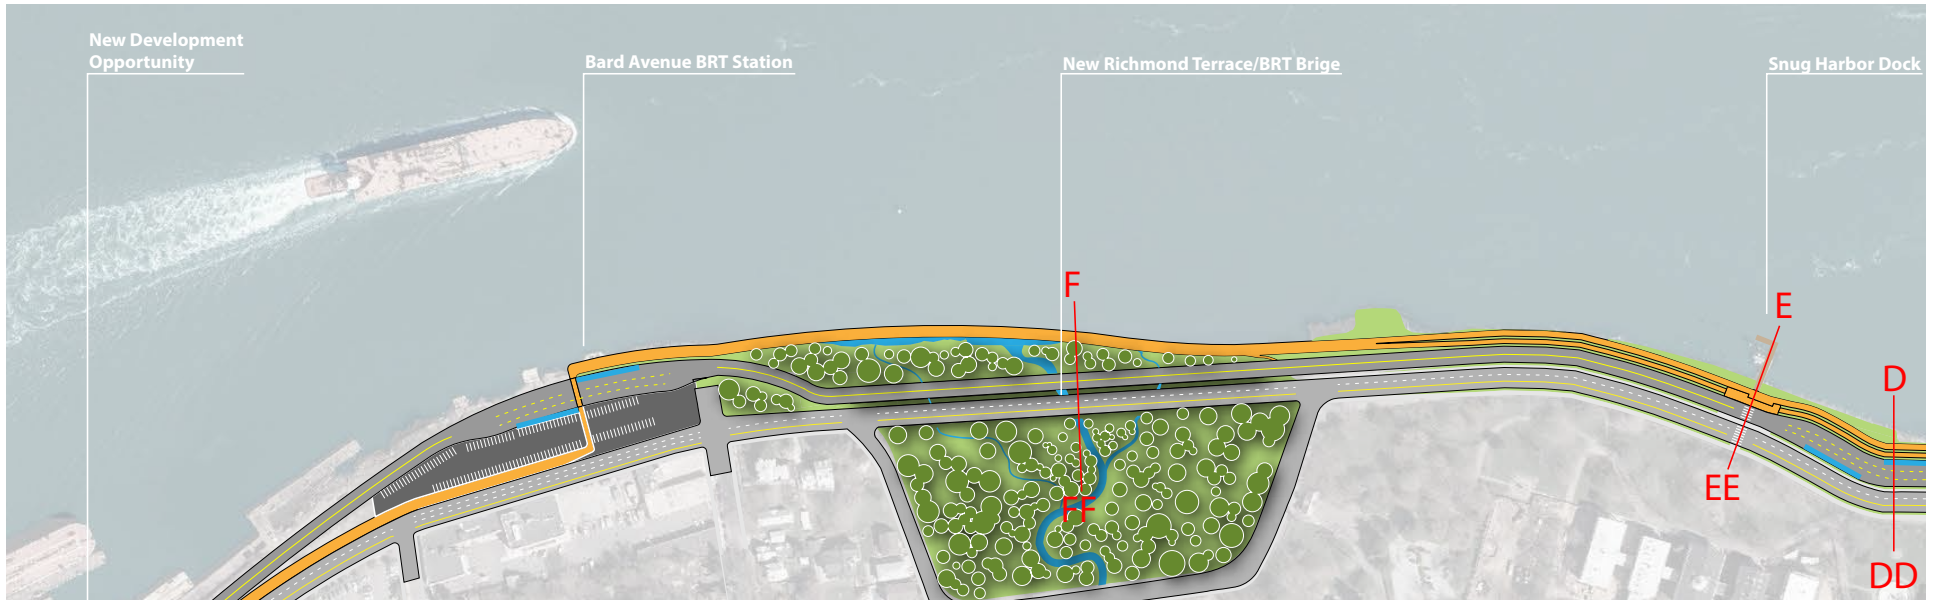 New Development
Opportunity
Bard Avenue BRT Station
New Richmond Terrace/BRT Brige
Snug Harbor Dock
F
E
D
EE
FF
DD